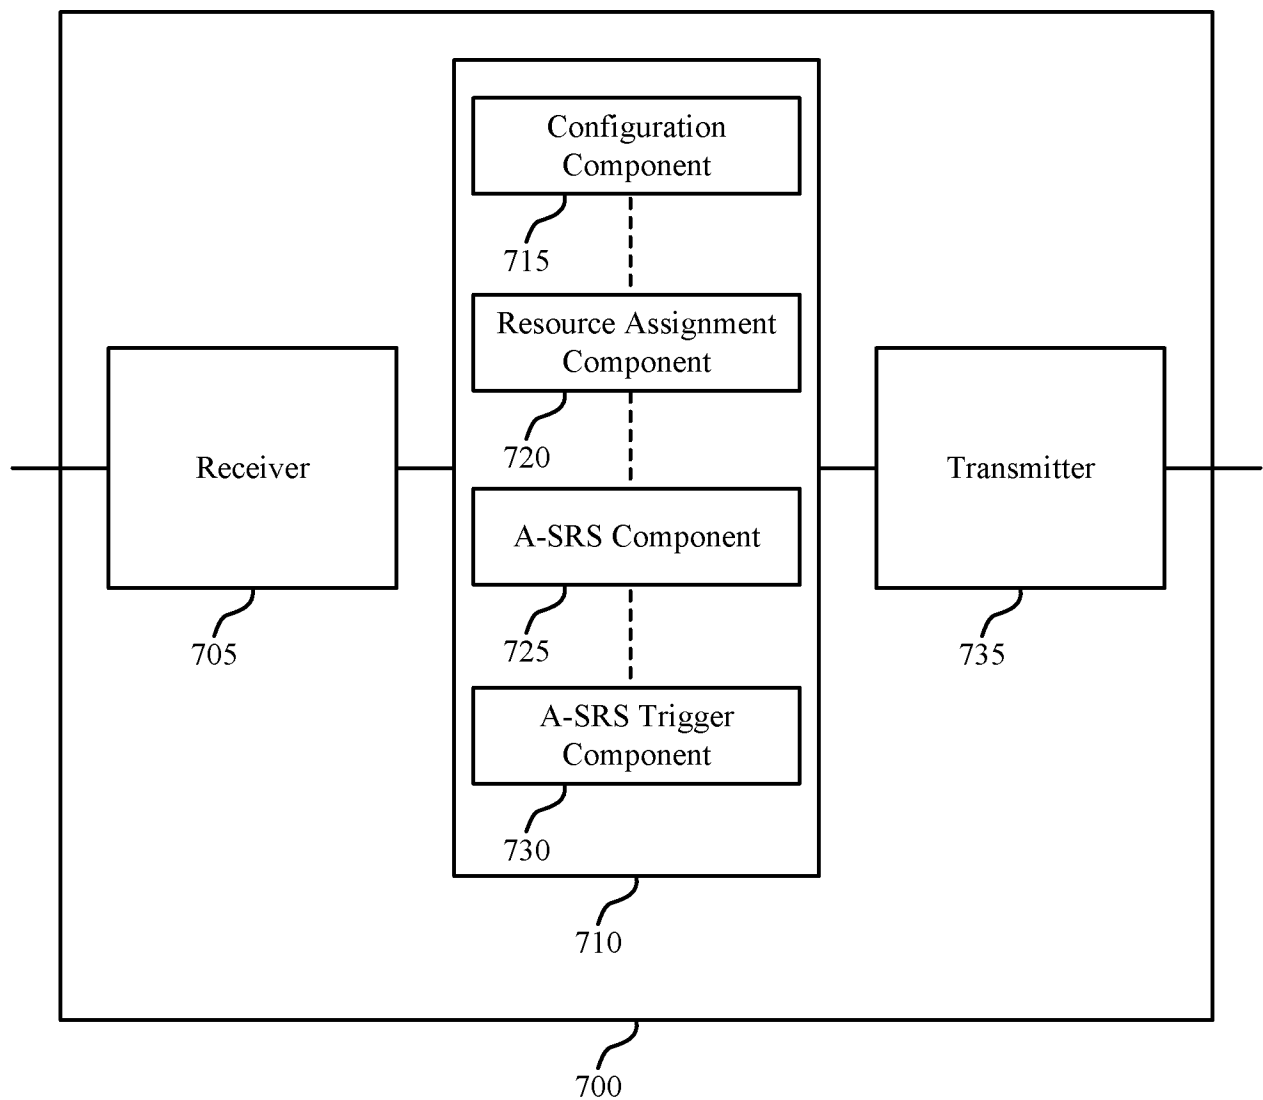 Configuration
Component
715
Resource Assignment
Component
720
Receiver
705
A-SRS Component
725
Transmitter
735
A-SRS Trigger
Component
730
710
700